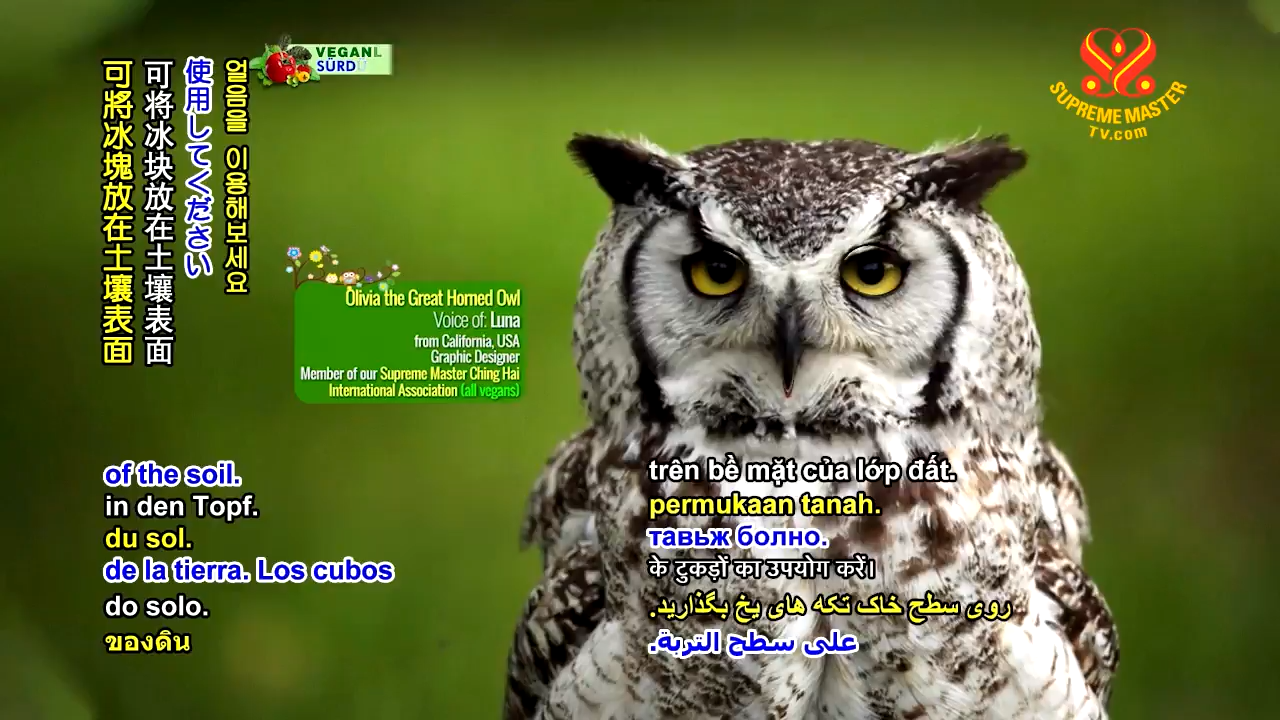 可將冰塊放在土壤表面
可将冰块放在土壤表面
使用してください
얼음을 이용해보세요
VEGANL
SÜRDÜ
SUPREME MASTER
TV.com
Olivia the Great Horned Owl
Voice of: Luna
from California, USA
Graphic Designer
Member of our Supreme Master Ching Hai
International Association (all vegans)
of the soil.
in den Topf.
du sol.
de la tierra. Los cubos
do solo.
ของดิน
trên bề mặt của lớp đất.
permukaan tanah.
тавьж болно.
के टुकड़ों का उपयोग करें।
روی سطح خاک تکه های یخ بگذارید.
على سطح التربة.